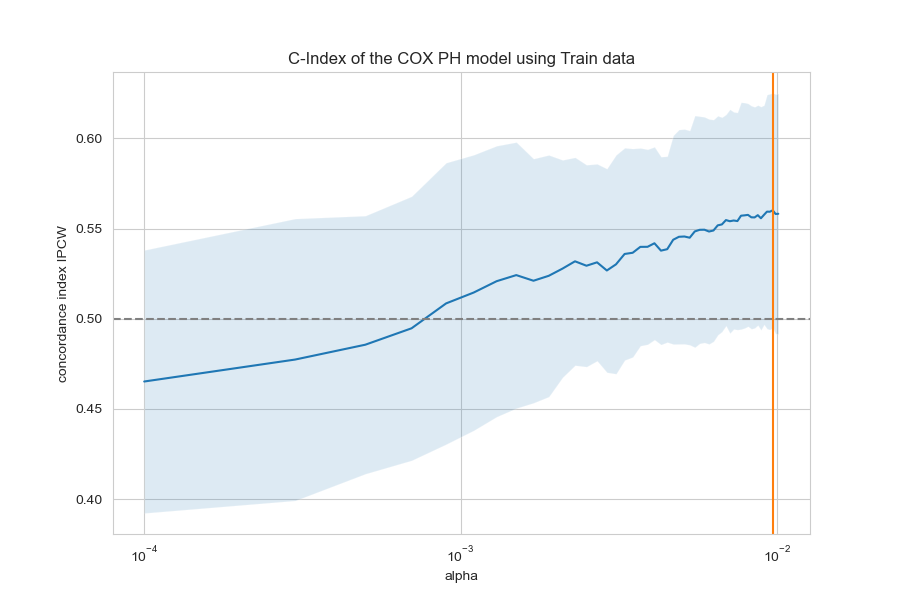 C-Index of the COX PH model using Train data
concordance index IPCW
0.60
0.55
0.50
0.45
0.40
10⁻⁴
10⁻³
10⁻²
alpha